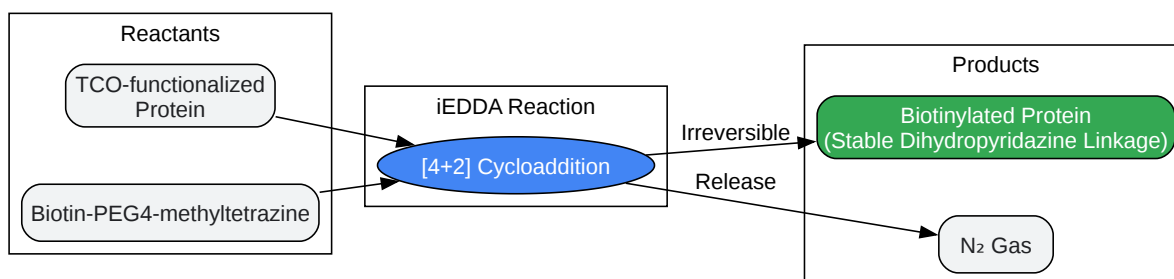 Reactants
TCO-functionalized
Protein
Biotin-PEG4-methyltetrazine
iEDDA Reaction
[4+2] Cycloaddition
Irreversible
Release
Products
Biotinylated Protein
(Stable Dihydropyridazine Linkage)
N₂ Gas